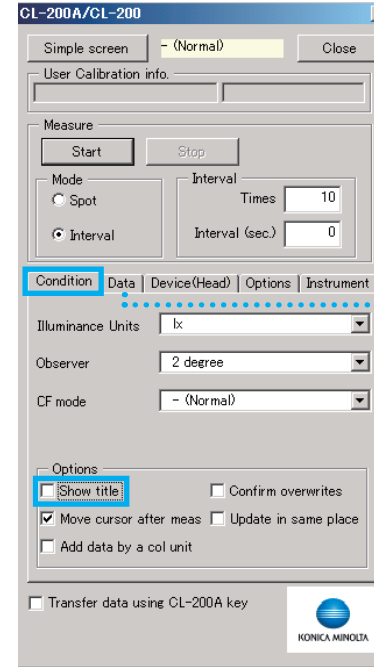 CL-200A/CL-200
Simple screen - (Normal) Close
User Calibration info.
Measure
Start Stop
Mode Interval
Spot Times 10
Interval Interval (sec.) 0
Condition Data Device(Head) Options Instrument
Illuminance Units lx
Observer 2 degree
CF mode - (Normal)
Options
Show title Confirm overwrites
Move cursor after meas Update in same place
Add data by a col unit
Transfer data using CL-200A key
KONICA MINOLTA